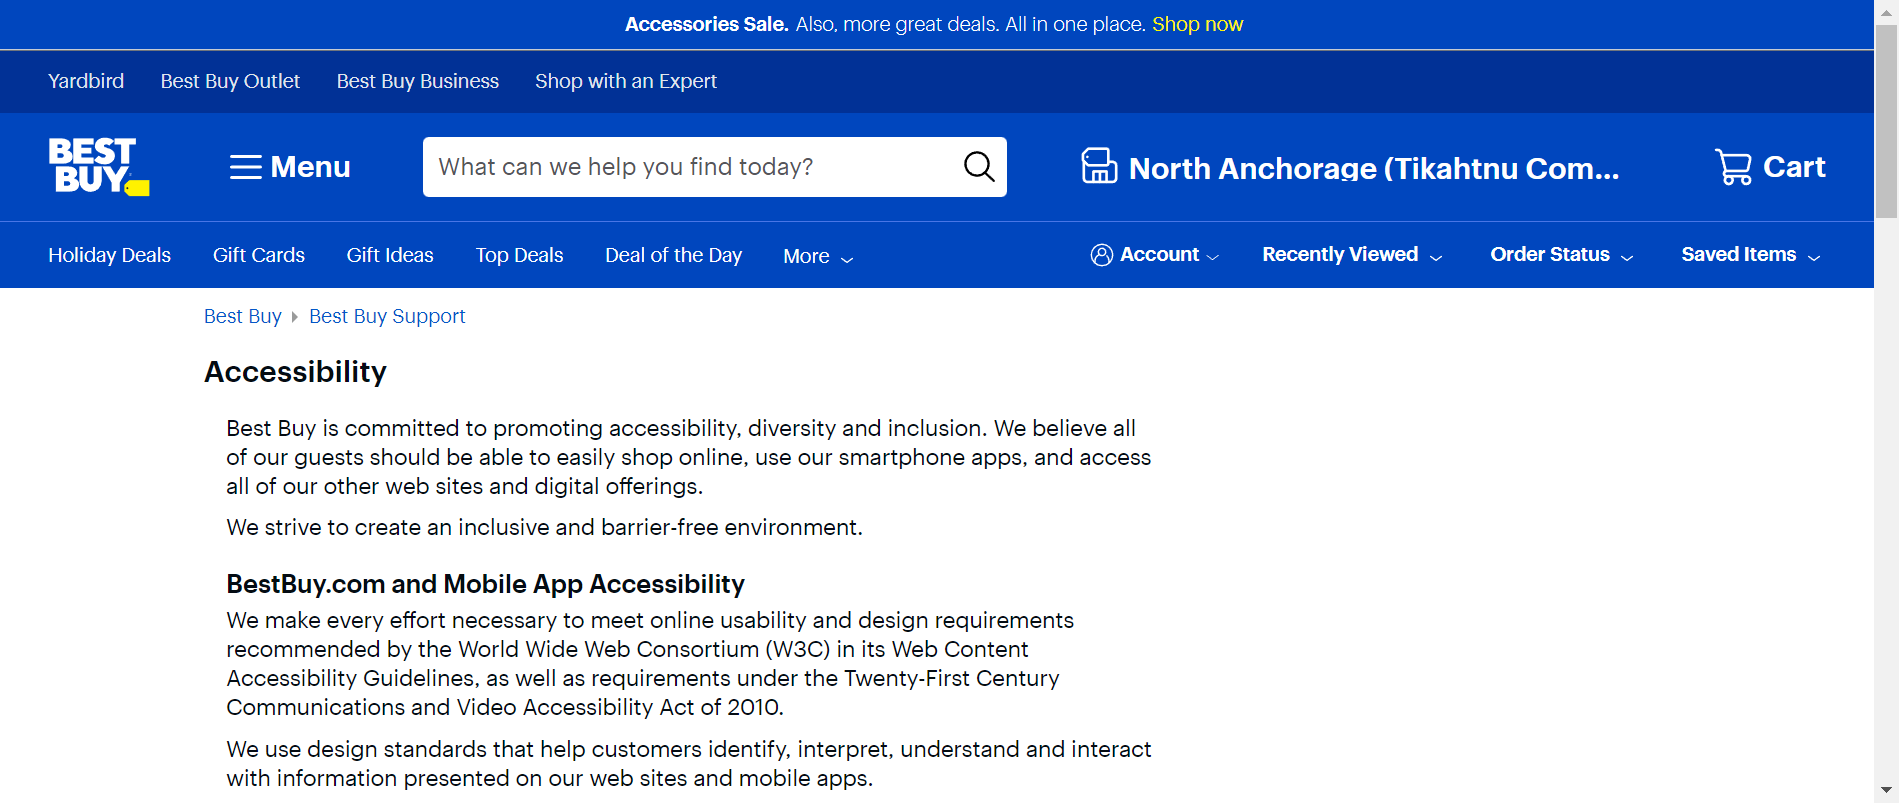 Accessories Sale. Also, more great deals. All in one place. Shop now
Yardbird Best Buy Outlet Best Buy Business Shop with an Expert
BEST
BUY
Menu
What can we help you find today?
North Anchorage (Tikahtnu Com...
Cart
Holiday Deals Gift Cards Gift Ideas Top Deals Deal of the Day More
Account Recently Viewed Order Status Saved Items
Best Buy Best Buy Support
Accessibility
Best Buy is committed to promoting accessibility, diversity and inclusion. We believe all
of our guests should be able to easily shop online, use our smartphone apps, and access
all of our other web sites and digital offerings.
We strive to create an inclusive and barrier-free environment.
BestBuy.com and Mobile App Accessibility
We make every effort necessary to meet online usability and design requirements
recommended by the World Wide Web Consortium (W3C) in its Web Content
Accessibility Guidelines, as well as requirements under the Twenty-First Century
Communications and Video Accessibility Act of 2010.
We use design standards that help customers identify, interpret, understand and interact
with information presented on our web sites and mobile apps.